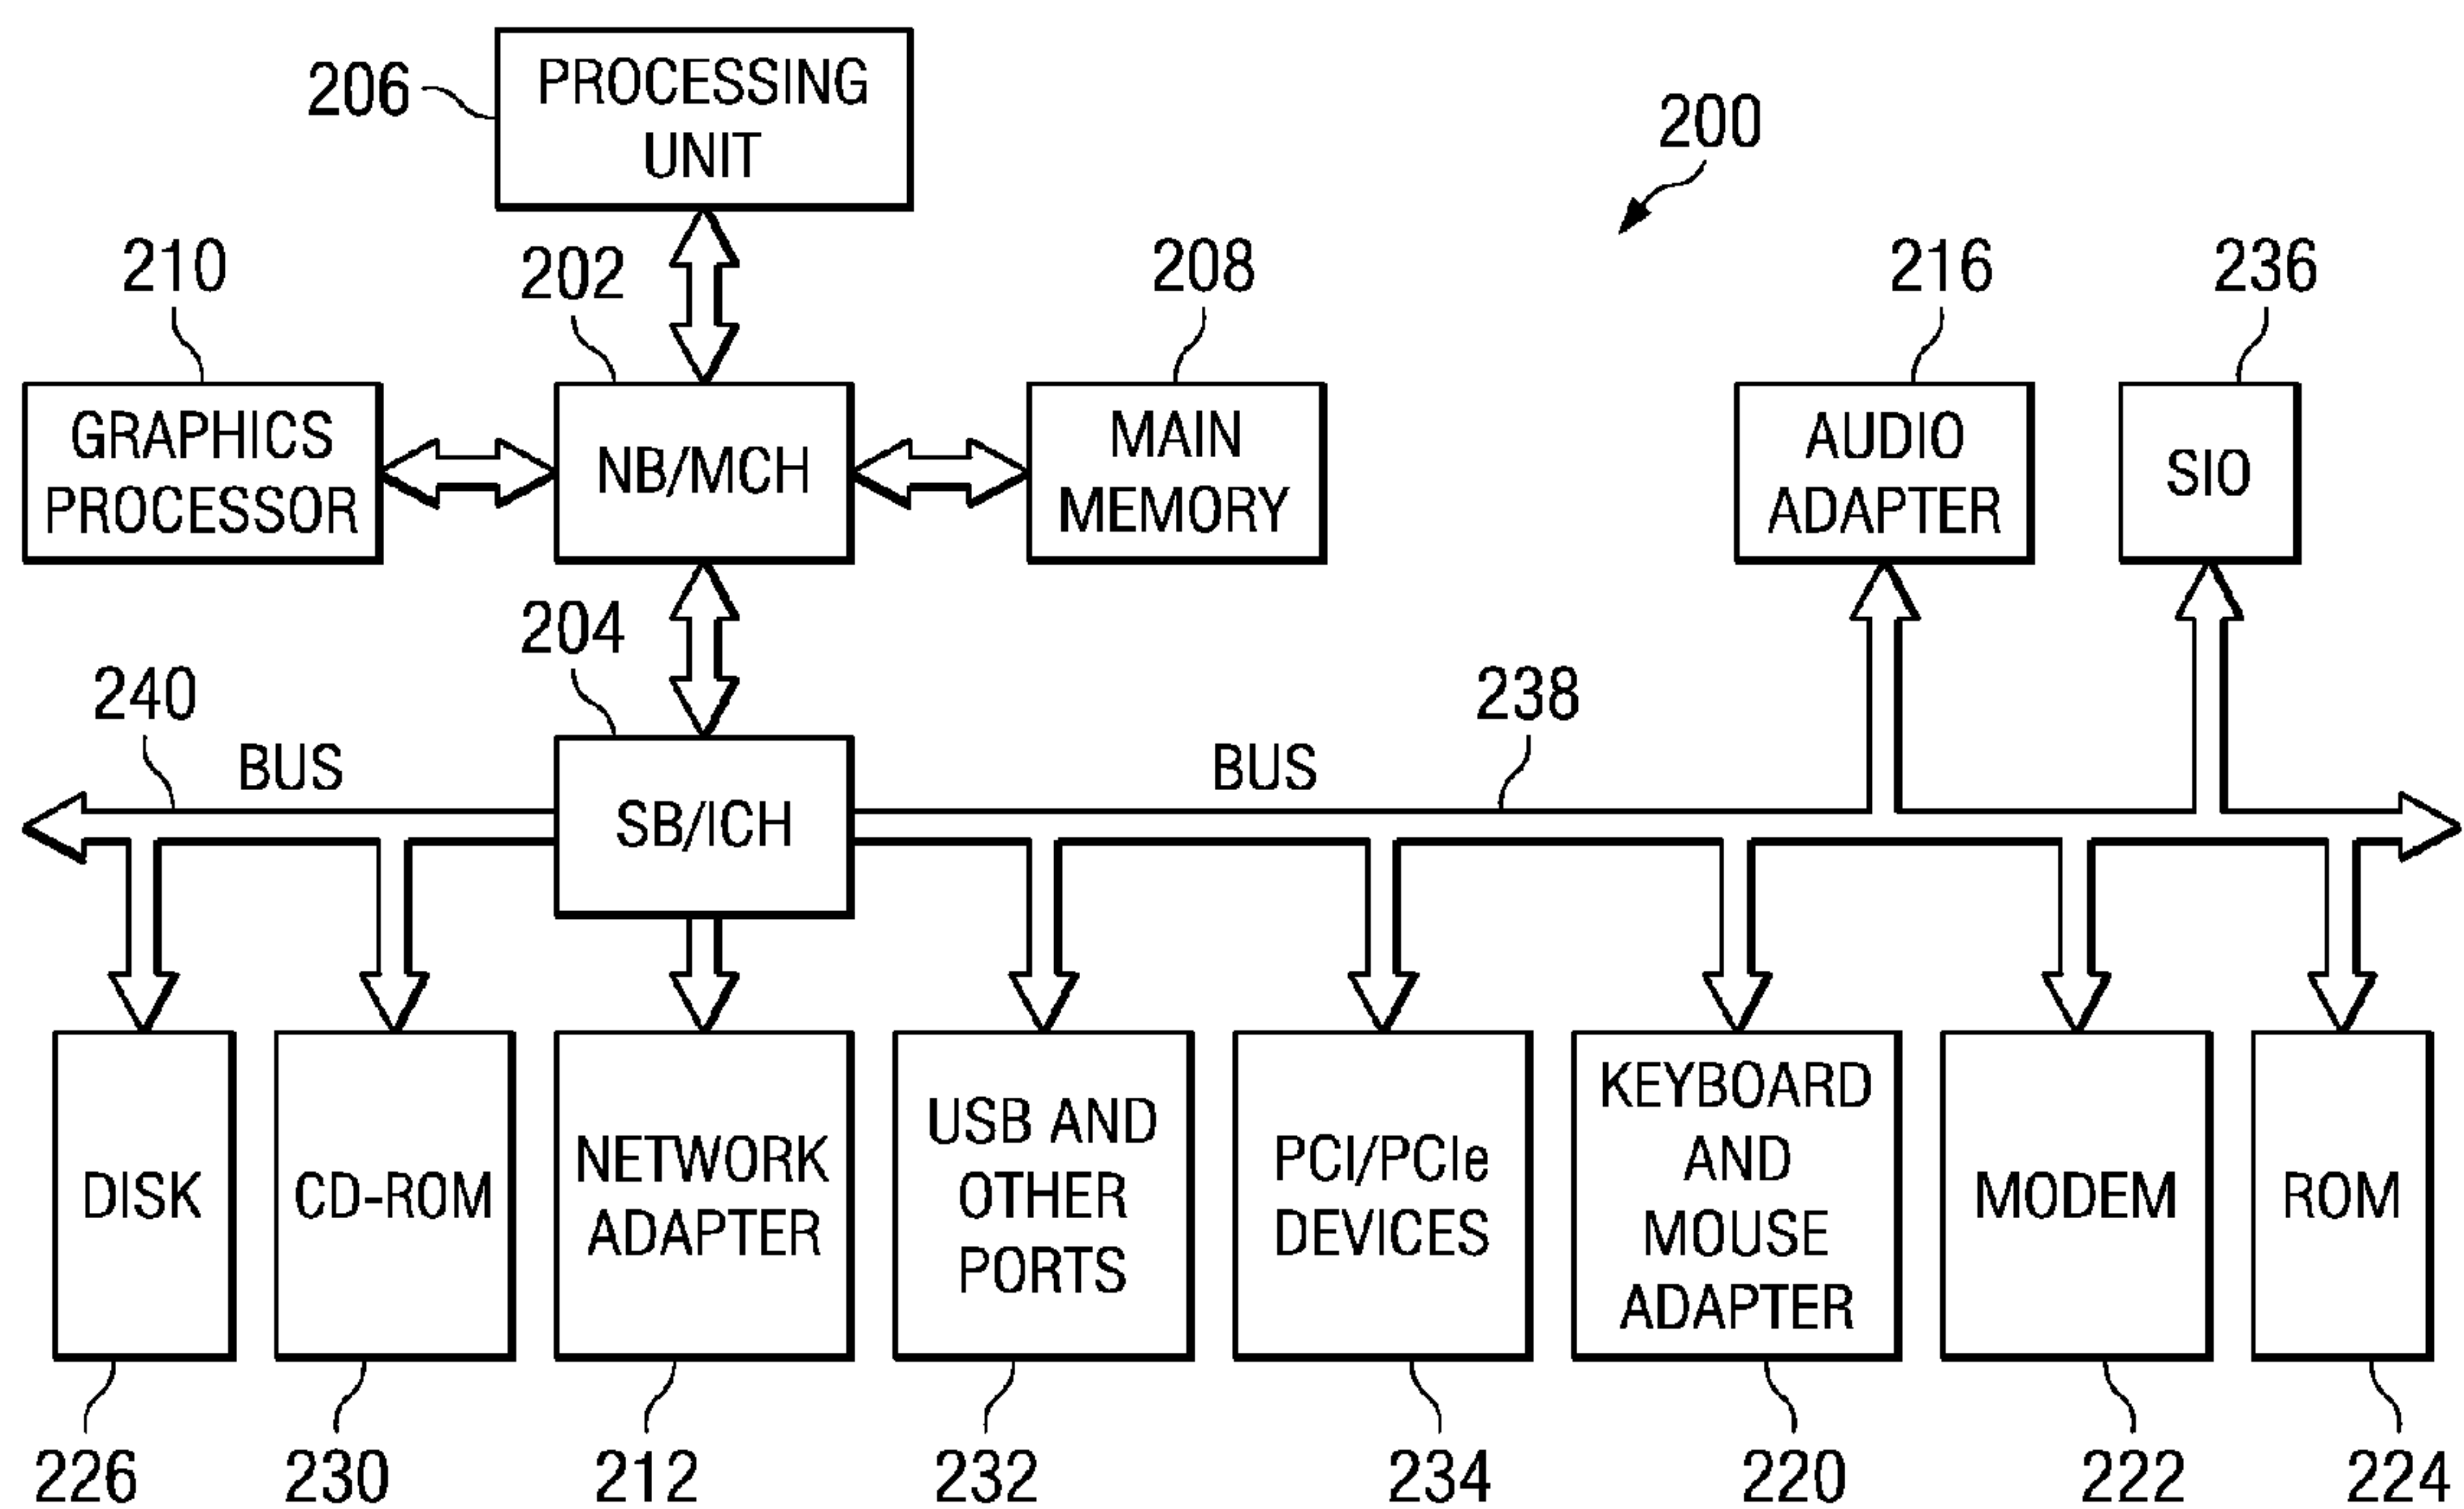 206
PROCESSING
UNIT
200
210
202
208
216
236
GRAPHICS
PROCESSOR
NB/MCH
MAIN
MEMORY
AUDIO
ADAPTER
SIO
204
240
BUS
SB/ICH
BUS
238
DISK
CD-ROM
NETWORK
ADAPTER
USB AND
OTHER
PORTS
PCI/PCIe
DEVICES
KEYBOARD
AND
MOUSE
ADAPTER
MODEM
ROM
226
230
212
232
234
220
222
224